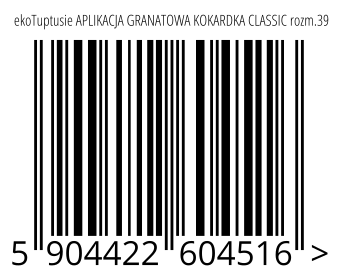 ekoTuptusie APLIKACJA GRANATOWA KOKARDKA CLASSIC rozm.39
5 904422 604516 >